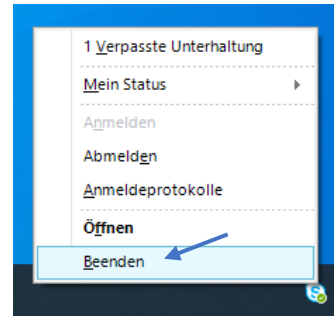 1 Verpasste Unterhaltung
Mein Status
Anmelden
Abmelden
Anmeldeprotokolle
Öffnen
Beenden